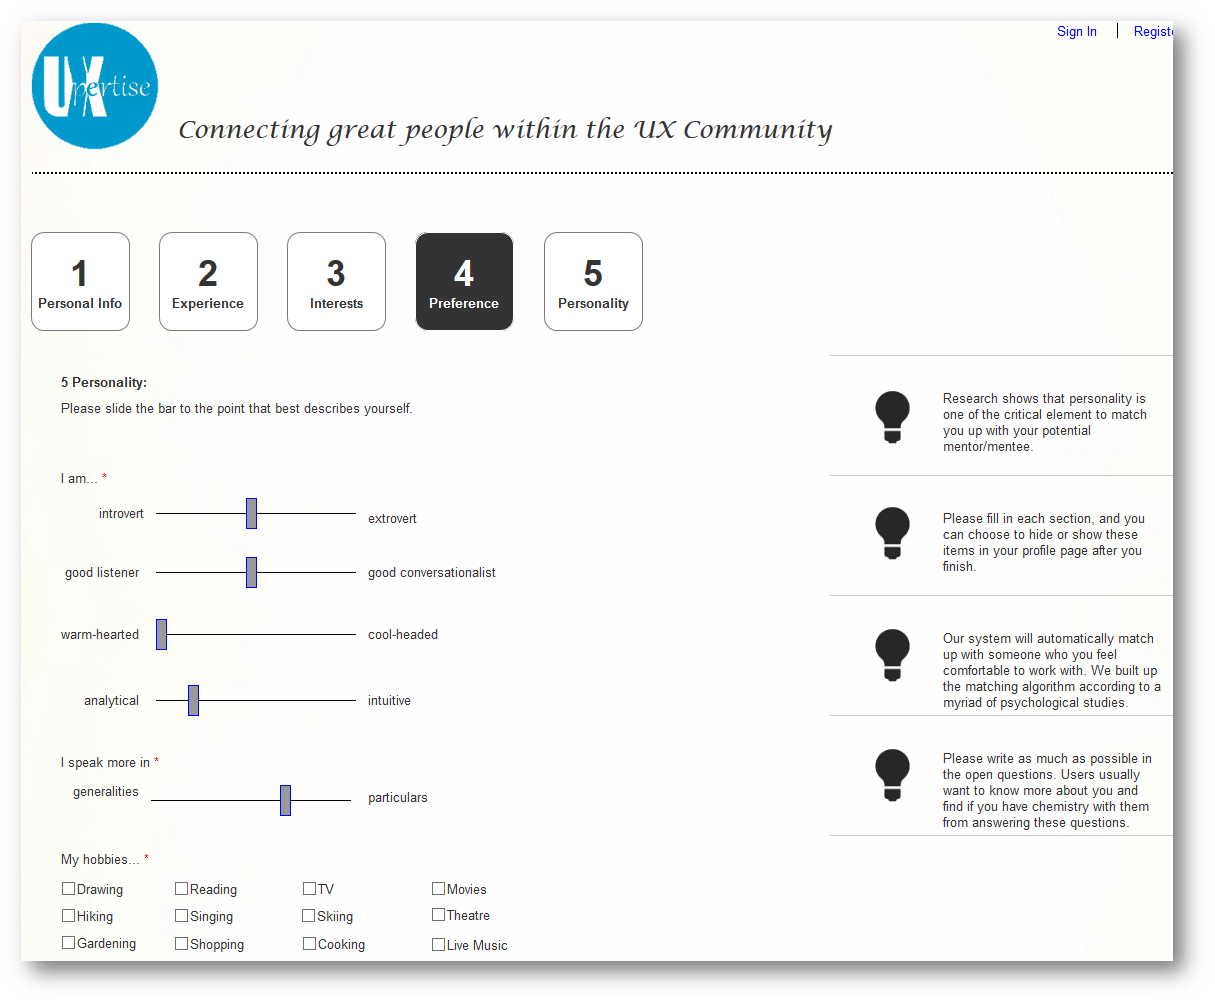 Sign In | Registe
UXpertise
Connecting great people within the UX Community
1
Personal Info
2
Experience
3
Interests
4
Preference
5
Personality
5 Personality:
Please slide the bar to the point that best describes yourself.
I am... *
introvert
extrovert
good listener
good conversationalist
warm-hearted
cool-headed
analytical
intuitive
I speak more in *
generalities
particulars
My hobbies... *
Drawing
Reading
TV
Movies
Hiking
Singing
Skiing
Theatre
Gardening
Shopping
Cooking
Live Music
Research shows that personality is
one of the critical element to match
you up with your potential
mentor/mentee.
Please fill in each section, and you
can choose to hide or show these
items in your profile page after you
finish.
Our system will automatically match
up with someone who you feel
comfortable to work with. We built up
the matching algorithm according to a
myriad of psychological studies.
Please write as much as possible in
the open questions. Users usually
want to know more about you and
find if you have chemistry with them
from answering these questions.